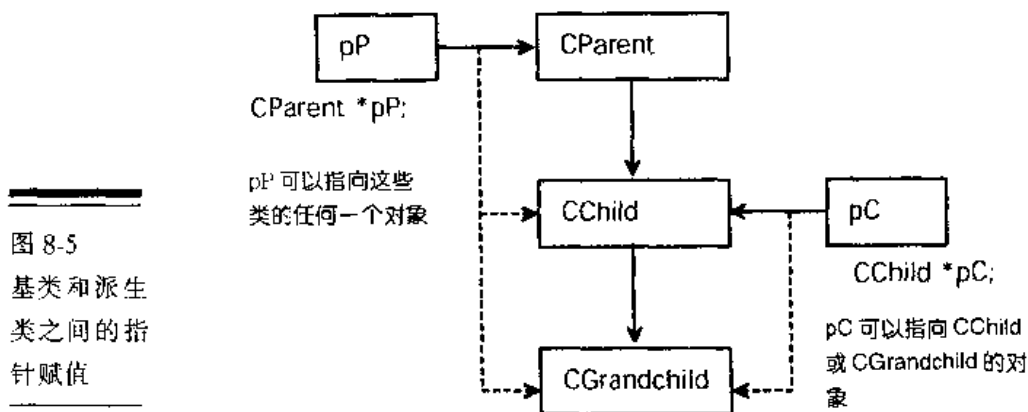 pP
CParent
CParent *pP;
pP 可以指向这些
类的任何一个对象
CChild
pC
CChild *pC;
图 8-5
基类和派生
类之间的指
针赋值
pC 可以指向 CChild
或 CGrandchild 的对
象
CGrandchild